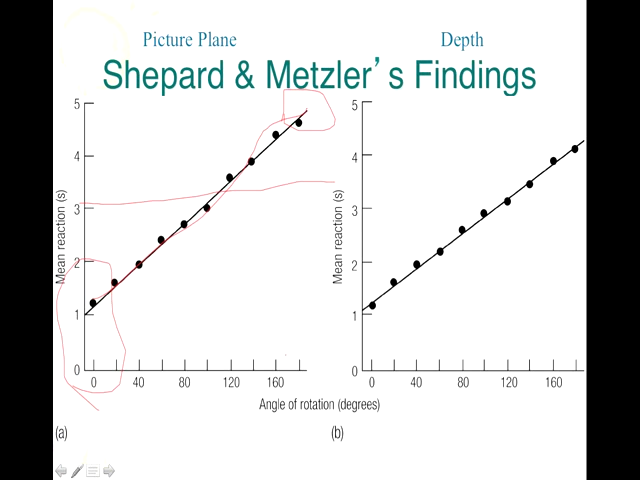 Picture Plane
Depth
Shepard & Metzler's Findings
5
4
3
2
1
0
Mean reaction (s)
0
40
80
120
160
5
4
3
2
1
0
Mean reaction (s)
0
40
80
120
160
Angle of rotation (degrees)
(a)
(b)